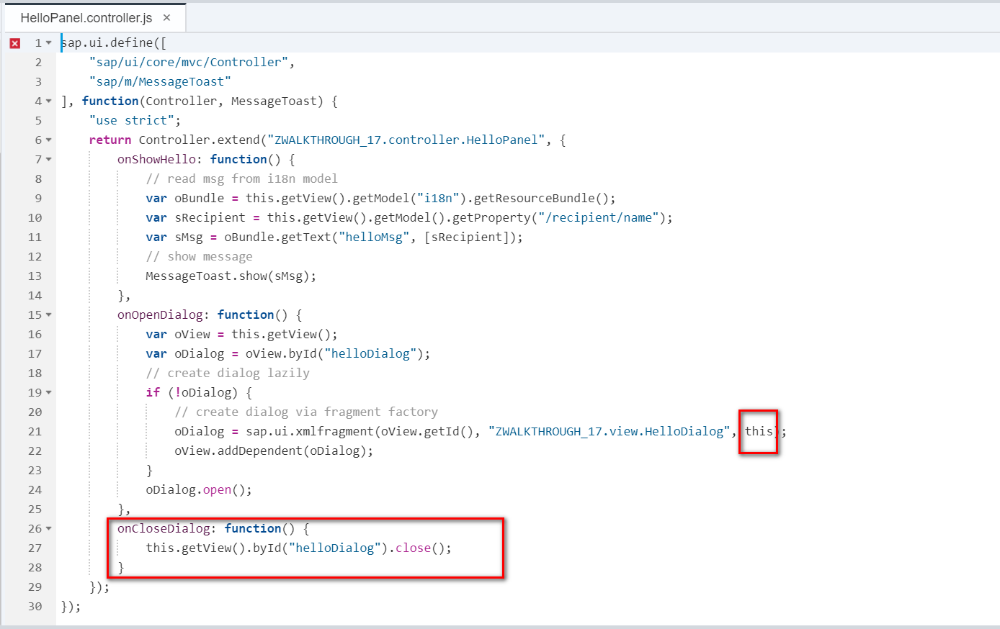 HelloPanel.controller.js ×
1 sap.ui.define([
2 "sap/ui/core/mvc/Controller",
3 "sap/m/MessageToast"
4 ], function(Controller, MessageToast) {
5 "use strict";
6 return Controller.extend("ZWALKTHROUGH_17.controller.HelloPanel", {
7 onShowHello: function() {
8 // read msg from i18n model
9 var oBundle = this.getView().getModel("i18n").getResourceBundle();
10 var sRecipient = this.getView().getModel().getProperty("/recipient/name");
11 var sMsg = oBundle.getText("helloMsg", [sRecipient]);
12 // show message
13 MessageToast.show(sMsg);
14 },
15 onOpenDialog: function() {
16 var oView = this.getView();
17 var oDialog = oView.byId("helloDialog");
18 // create dialog lazily
19 if (!oDialog) {
20 // create dialog via fragment factory
21 oDialog = sap.ui.xmlfragment(oView.getId(), "ZWALKTHROUGH_17.view.HelloDialog", this);
22 oView.addDependent(oDialog);
23 }
24 oDialog.open();
25 },
26 onCloseDialog: function() {
27 this.getView().byId("helloDialog").close();
28 }
29 });
30 });